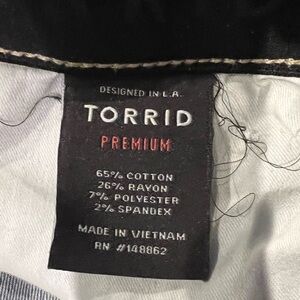 DESIGNED IN L.A.
TORRID
PREMIUM
65% COTTON
26% RAYON
7% POLYESTER
2% SPANDEX
MADE IN VIETNAM
RN #148862